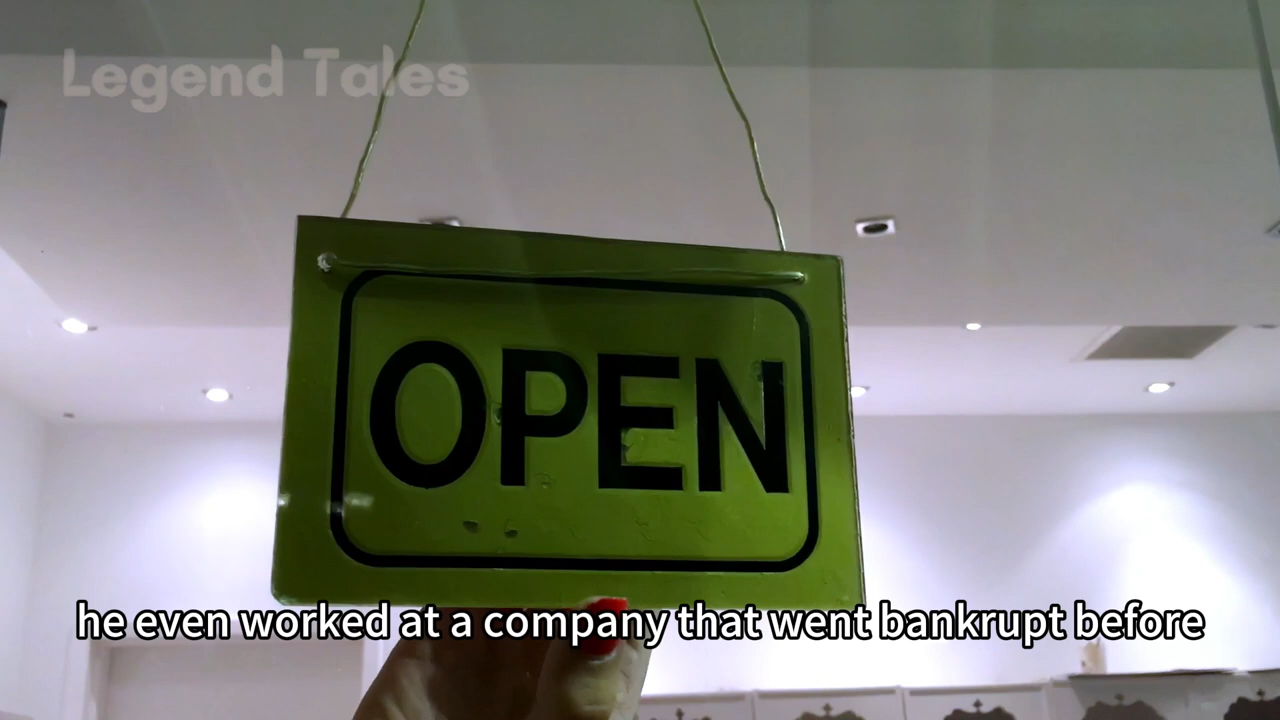 Legend Tales
OPEN
he even worked at a company that went bankrupt before